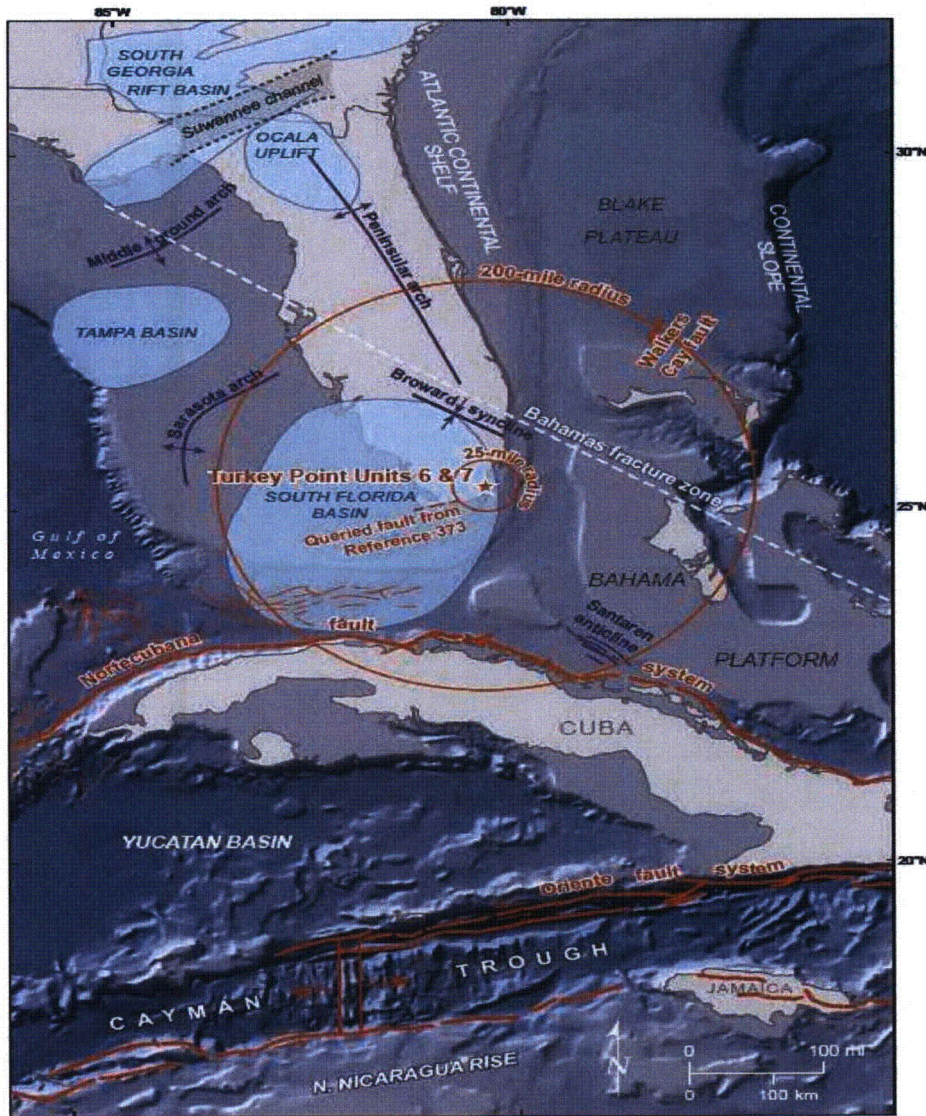 85°W
80°W
SOUTH
GEORGIA
RIFT BASIN
Suwannee channel
OCALA
UPLIFT
ATLANTIC CONTINENTAL
SHELF
30°N
BLAKE
PLATEAU
CONTINENTAL
SLOPE
Middle ground arch
Peninsular arch
200-mile radius
Walkers
Cay fault
TAMPA BASIN
Sarasota arch
Broward syncline
Bahamas fracture zone
25-mile radius
Turkey Point Units 6 & 7
SOUTH FLORIDA
BASIN
Queried fault from
Reference 373
25°N
Gulf of
Mexico
BAHAMA
PLATFORM
Santaren
anticline
Nortecubana
fault
system
CUBA
YUCATAN BASIN
20°N
Oriente fault system
CAYMAN TROUGH
JAMAICA
N. NICARAGUA RISE
N
0 100 mi
0 100 km